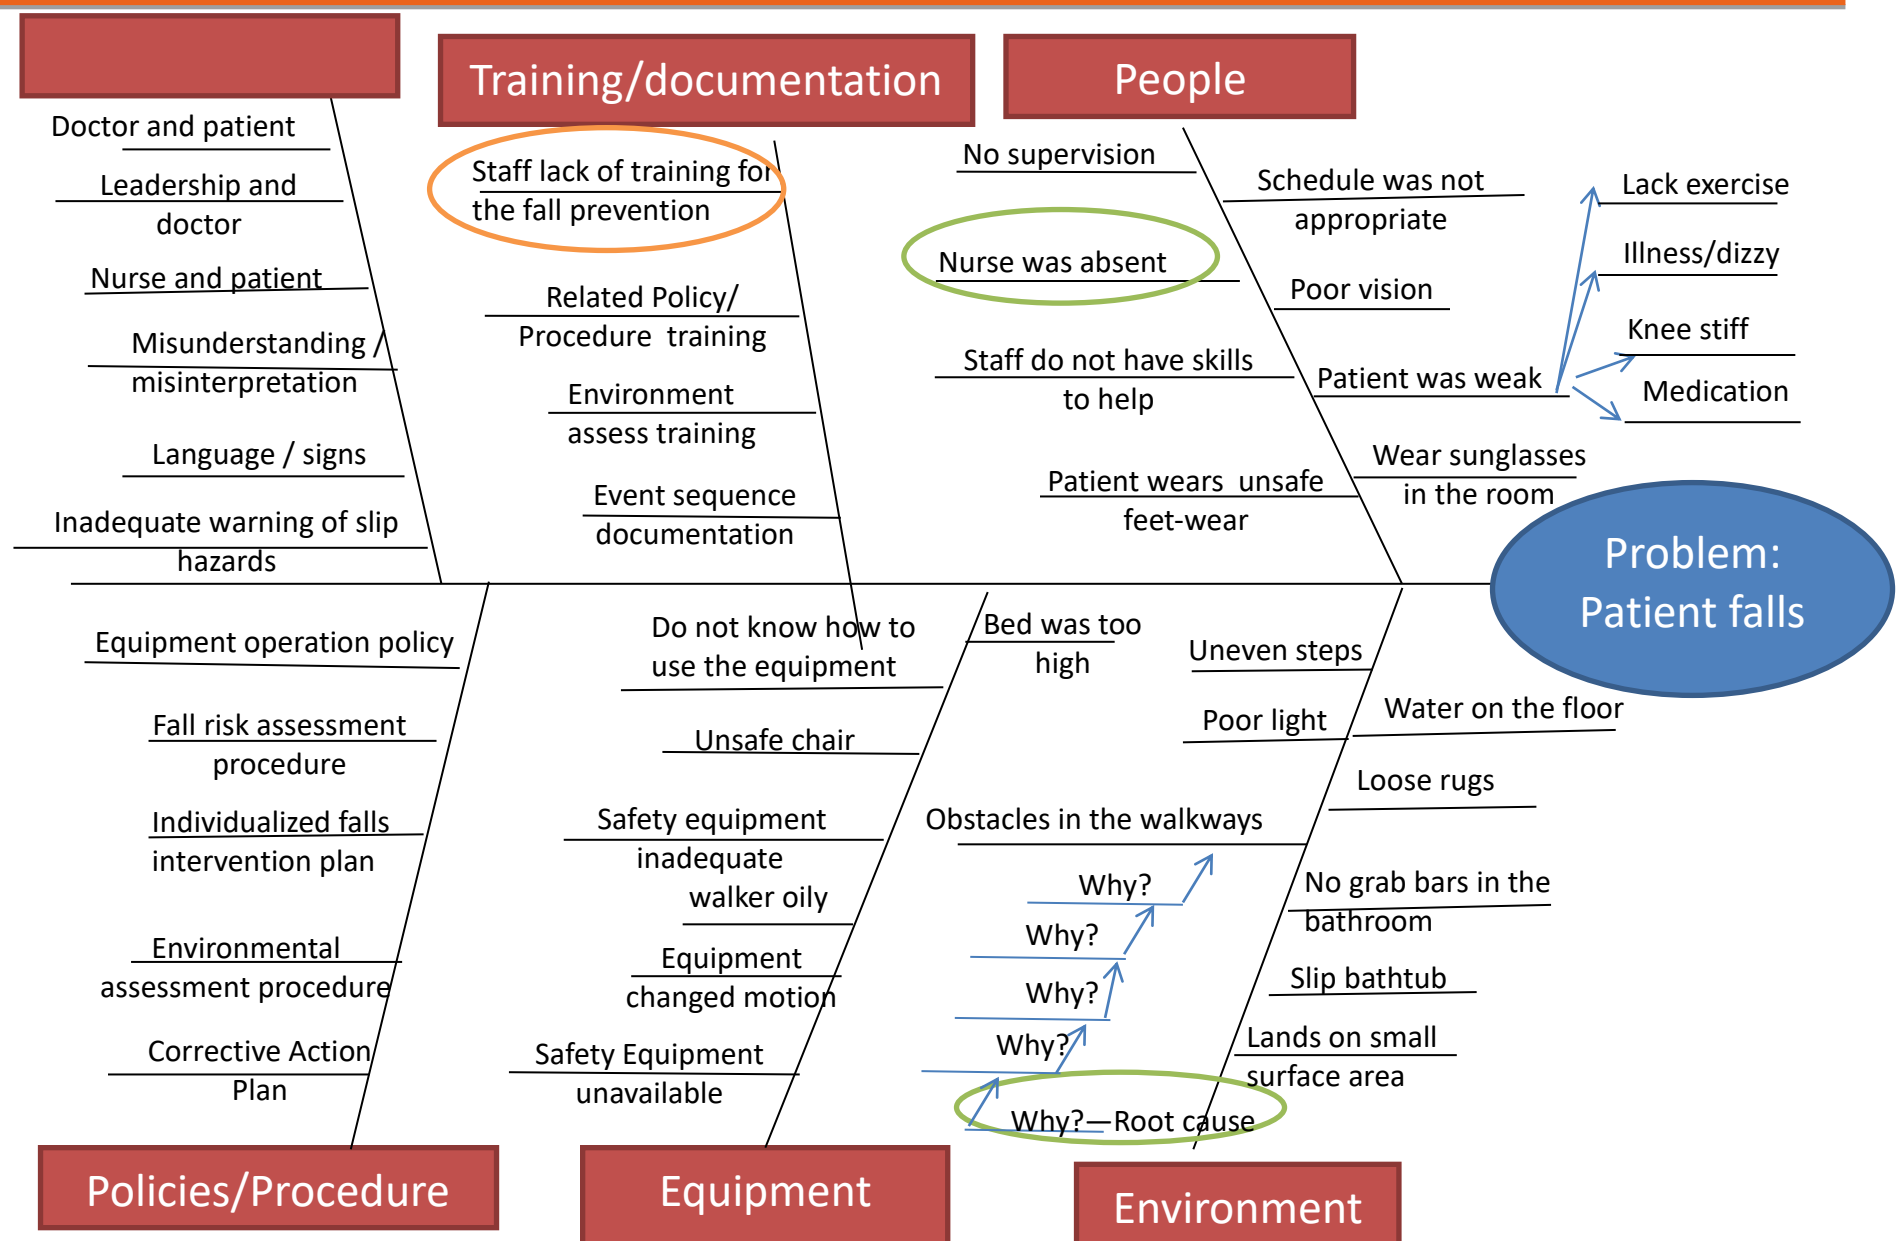 Training/documentation
People
Doctor and patient
Leadership and
doctor
Nurse and patient
Misunderstanding /
misinterpretation
Language / signs
Inadequate warning of slip
hazards
Staff lack of training for
the fall prevention
Related Policy/
Procedure training
Environment
assess training
Event sequence
documentation
No supervision
Nurse was absent
Staff do not have skills
to help
Patient wears unsafe
feet-wear
Schedule was not
appropriate
Poor vision
Patient was weak
Wear sunglasses
in the room
Lack exercise
Illness/dizzy
Knee stiff
Medication
Problem:
Patient falls
Equipment operation policy
Fall risk assessment
procedure
Individualized falls
intervention plan
Environmental
assessment procedure
Corrective Action
Plan
Do not know how to
use the equipment
Unsafe chair
Safety equipment
inadequate
walker oily
Equipment
changed motion
Safety Equipment
unavailable
Bed was too
high
Uneven steps
Poor light
Obstacles in the walkways
Why?
Why?
Why?
Why?
Why?—Root cause
Water on the floor
Loose rugs
No grab bars in the
bathroom
Slip bathtub
Lands on small
surface area
Policies/Procedure
Equipment
Environment